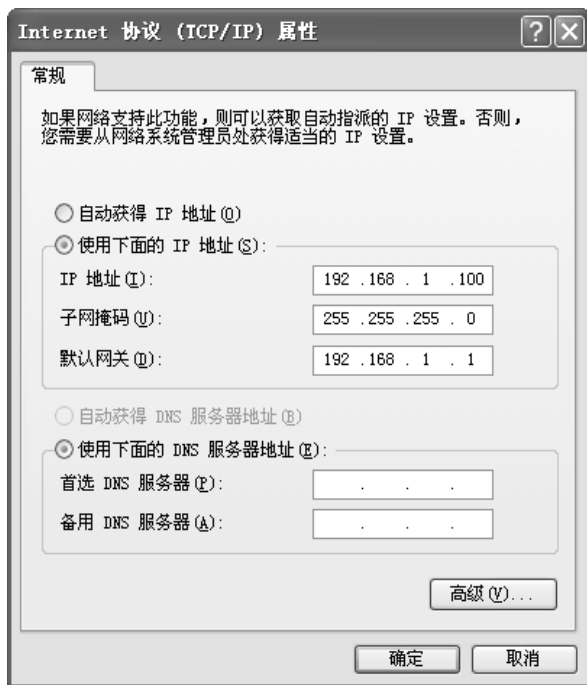 Internet 协议 (TCP/IP) 属性
常规
如果网络支持此功能，则可以获取自动指派的 IP 设置。否则，
您需要从网络系统管理员处获得适当的 IP 设置。
自动获得 IP 地址(O)
使用下面的 IP 地址(S):
IP 地址(I): 192 .168 . 1 .100
子网掩码(U): 255 .255 .255 . 0
默认网关(D): 192 .168 . 1 . 1
自动获得 DNS 服务器地址(B)
使用下面的 DNS 服务器地址(E):
首选 DNS 服务器(P): . . .
备用 DNS 服务器(A): . . .
高级(V)...
确定 取消